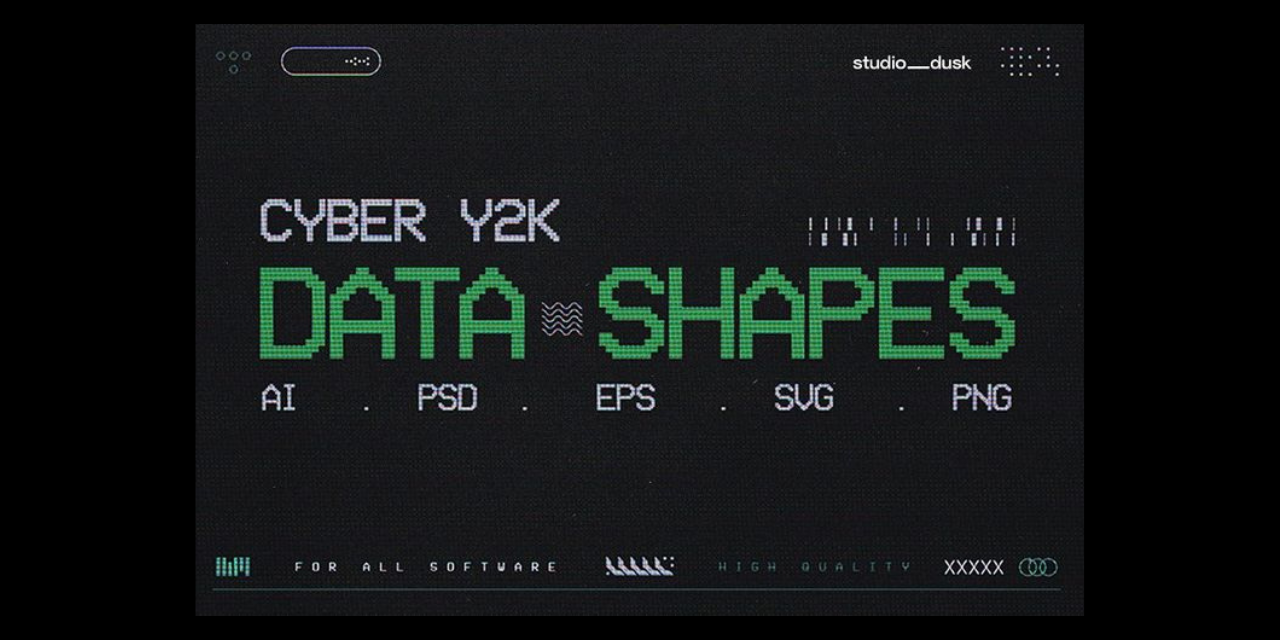 studio__dusk
CYBER Y2K
DATA SHAPES
AI . PSD . EPS . SVG . PNG
FOR ALL SOFTWARE HIGH QUALITY XXXXX